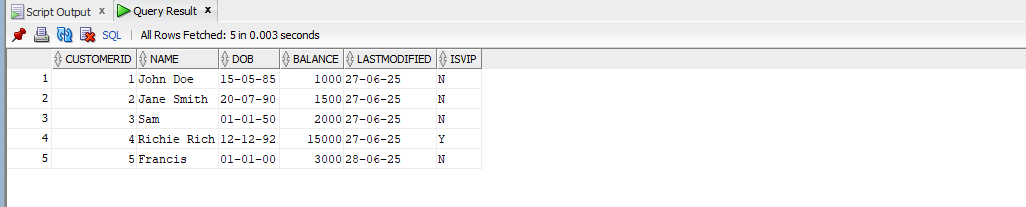 Script Output x Query Result x
SQL | All Rows Fetched: 5 in 0.003 seconds
CUSTOMERID NAME DOB BALANCE LASTMODIFIED ISVIP
1 1 John Doe 15-05-85 1000 27-06-25 N
2 2 Jane Smith 20-07-90 1500 27-06-25 N
3 3 Sam 01-01-50 2000 27-06-25 N
4 4 Richie Rich 12-12-92 15000 27-06-25 Y
5 5 Francis 01-01-00 3000 28-06-25 N